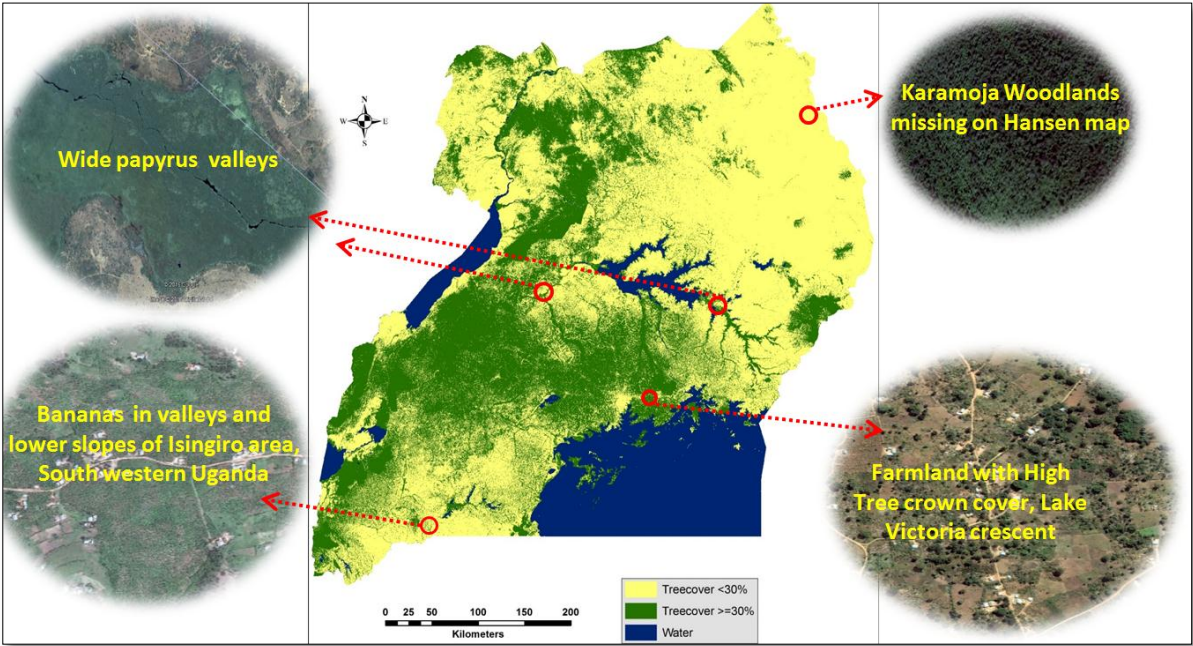 Wide papyrus valleys
Karamoja Woodlands
missing on Hansen map
N
W
E
S
Bananas in valleys and
lower slopes of Isingiro area,
South western Uganda
Farmland with High
Tree crown cover, Lake
Victoria crescent
Treecover <30%
Treecover >=30%
Water
0 25 50 100 150 200
Kilometers